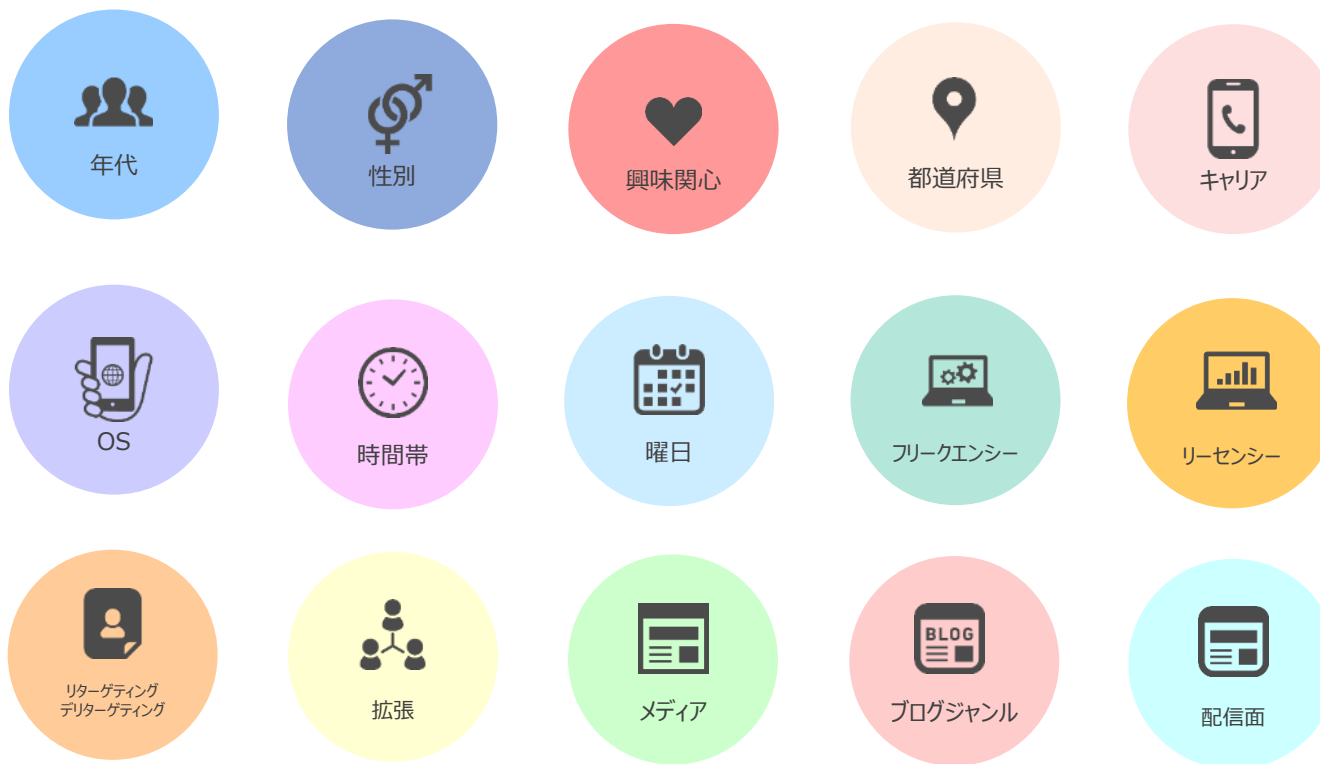 年代
性別
興味関心
都道府県
キャリア
OS
時間帯
曜日
フリークエンシー
リーセンシー
リターゲティング
デリターゲティング
拡張
メディア
BLOG
ブログジャンル
配信面